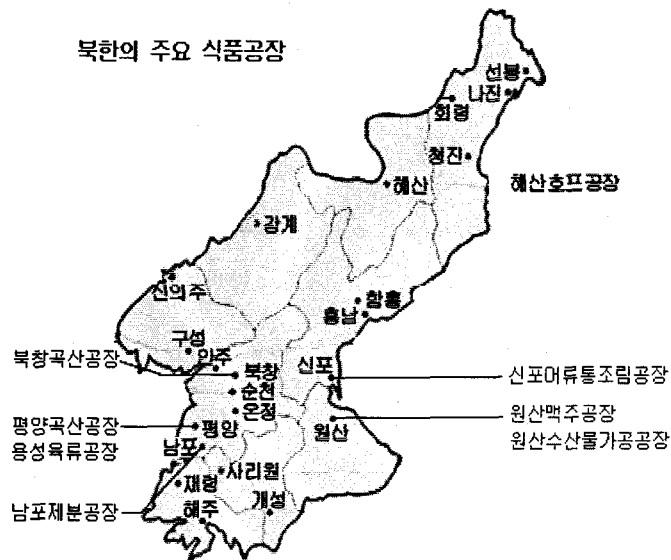 북한의 주요 식품공장
선봉
나진
회령
청진
혜산
혜산호프공장
강계
신의주
함흥
흥남
구성
안주
북창곡산공장
북창
신포
신포어류통조림공장
순천
온정
평양곡산공장
평양
원산
원산맥주공장
용성육류공장
남포
원산수산물가공공장
사리원
재령
개성
남포제분공장
해주